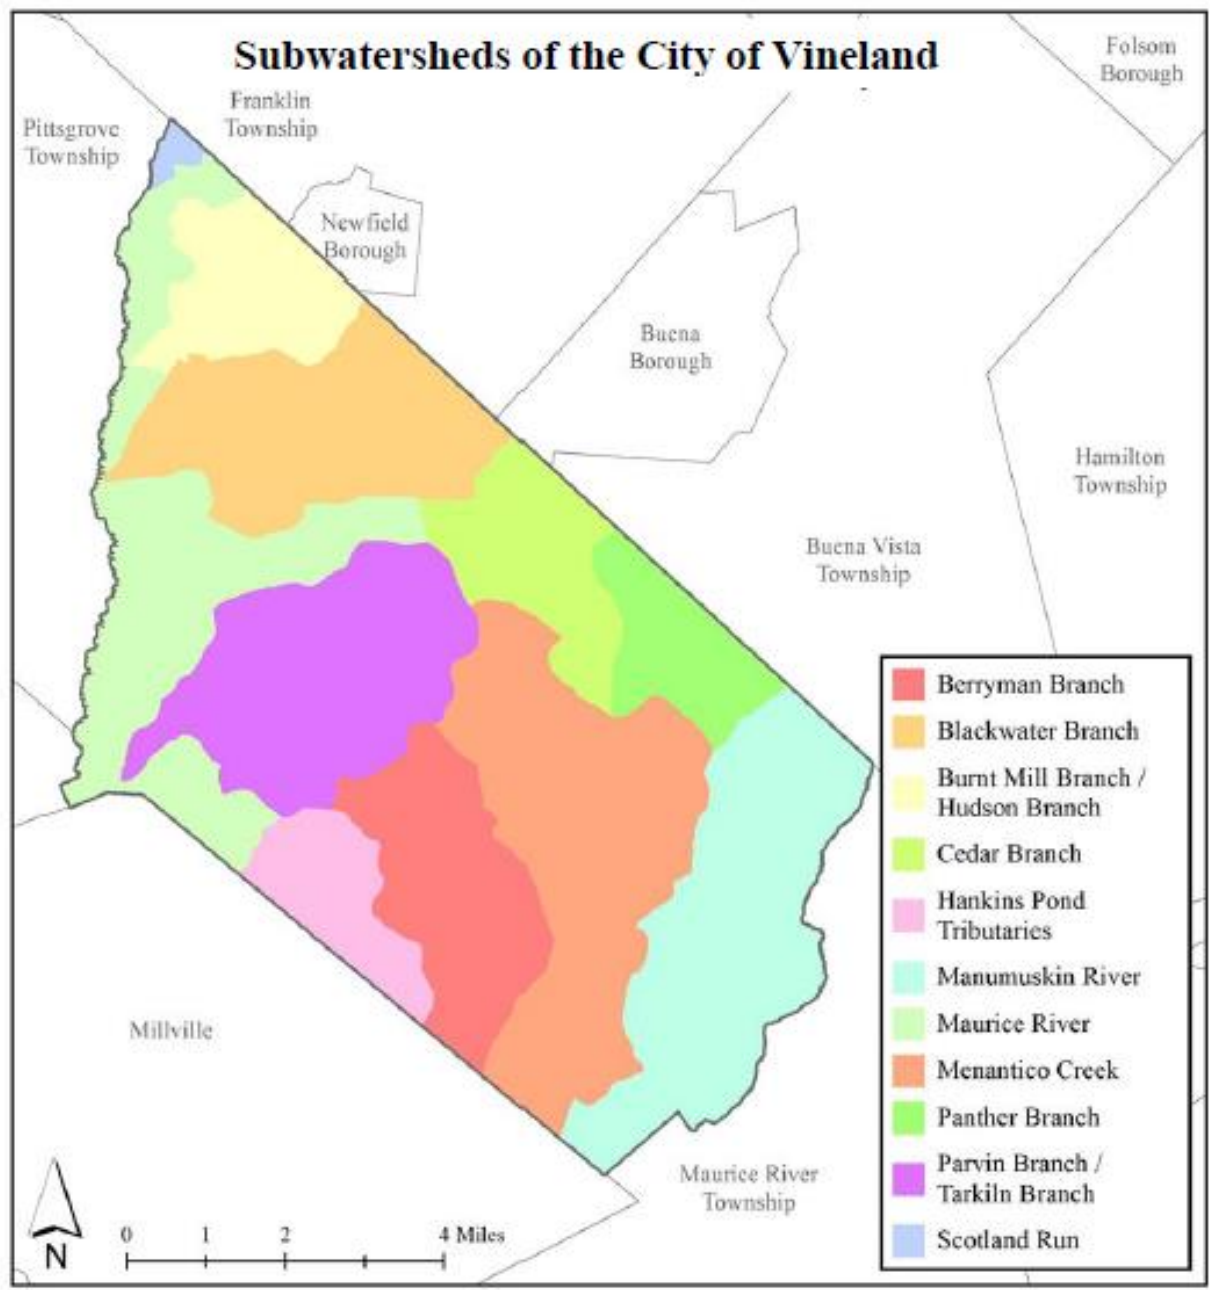 Subwatersheds of the City of Vineland
Folsom
Borough
Franklin
Township
Pittsgrove
Township
Newfield
Borough
Buena
Borough
Hamilton
Township
Buena Vista
Township
Berryman Branch
Blackwater Branch
Burnt Mill Branch /
Hudson Branch
Cedar Branch
Hankins Pond
Tributaries
Manumuskin River
Maurice River
Menantico Creek
Panther Branch
Parvin Branch /
Tarkiln Branch
Scotland Run
Millville
Maurice River
Township
N
0 1 2 4 Miles